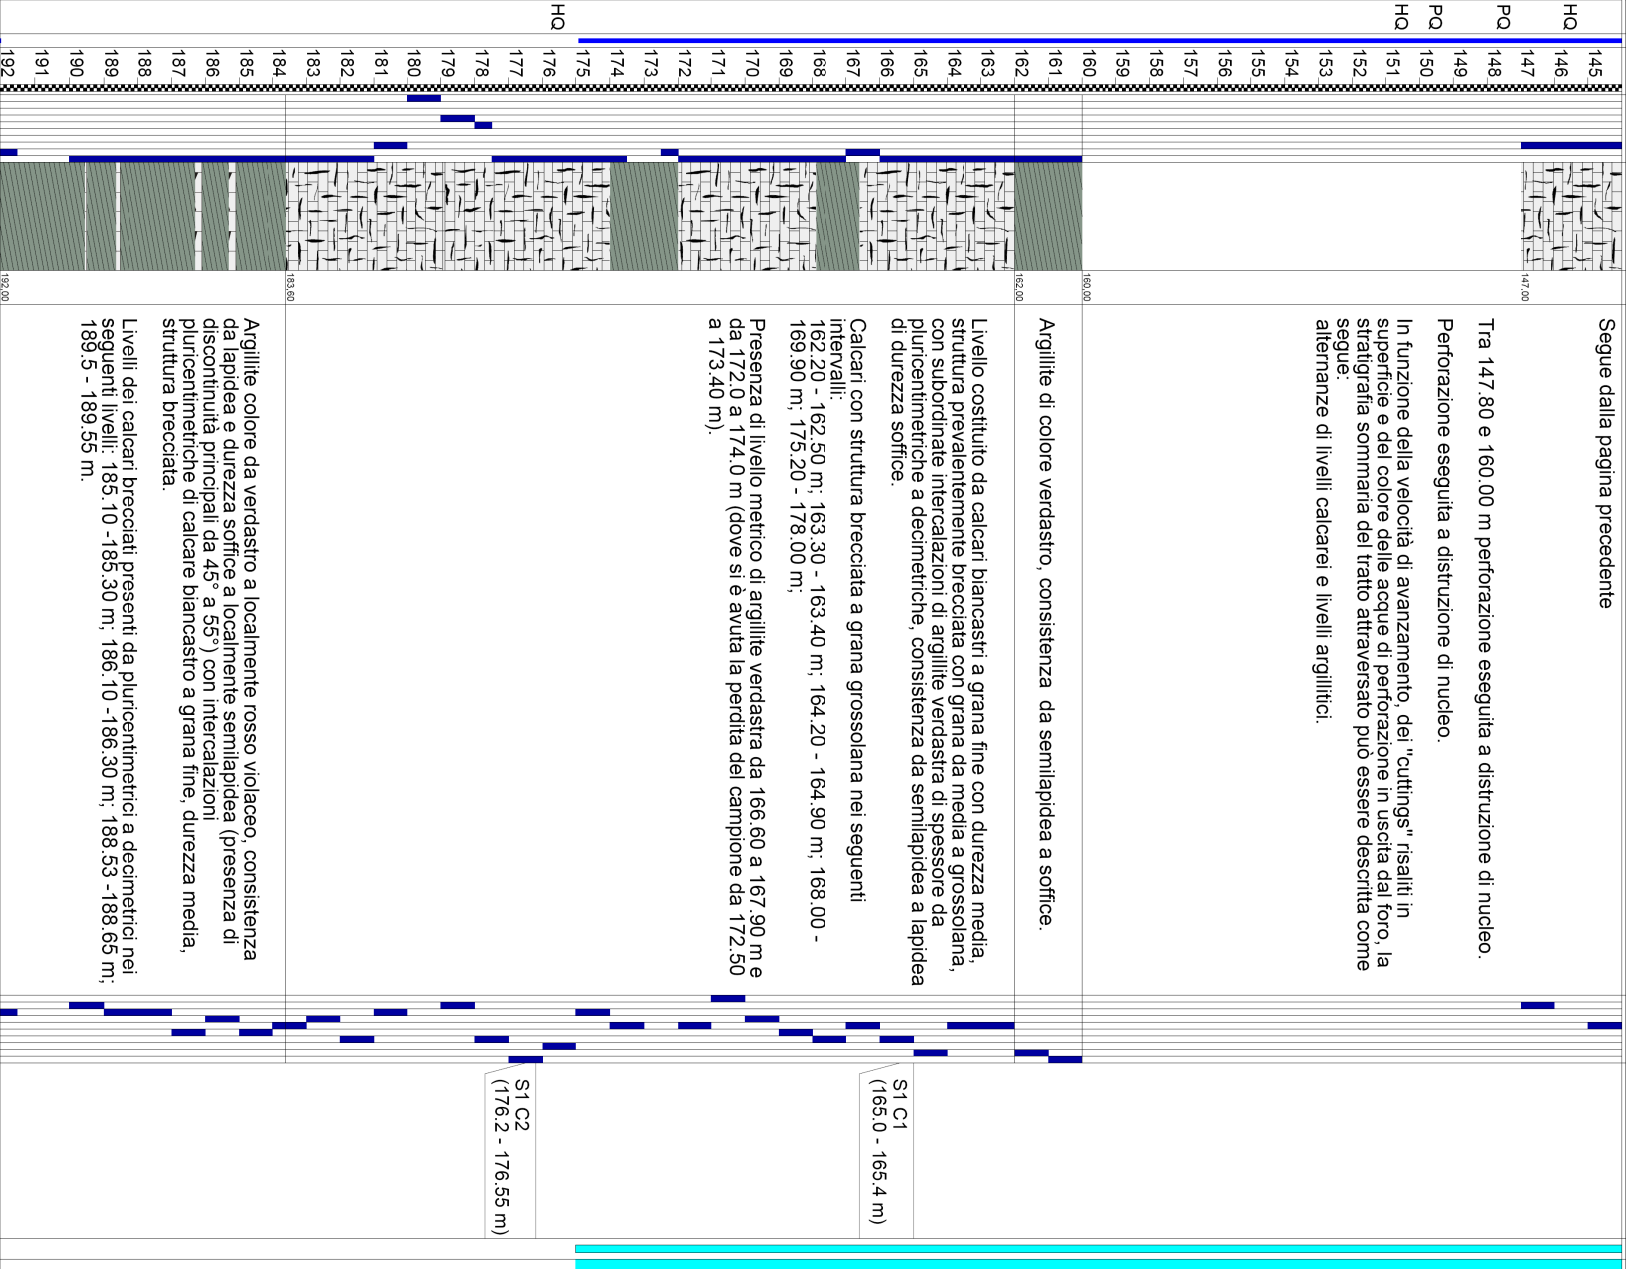 HQ
HQ
PQ
PQ
HQ
HQ
145
146
147
148
149
150
151
152
153
154
155
156
157
158
159
160
161
162
163
164
165
166
167
168
169
170
171
172
173
174
175
176
177
178
179
180
181
182
183
184
185
186
187
188
189
190
191
192
147,00
160,00
162,00
183,60
192,00
Segue dalla pagina precedente
Tra 147.80 e 160.00 m perforazione eseguita a distruzione di nucleo.
Perforazione eseguita a distruzione di nucleo.
In funzione della velocità di avanzamento, dei "cuttings" risaliti in
superficie e del colore delle acque di perforazione in uscita dal foro, la
stratigrafia sommaria del tratto attraversato può essere descritta come
segue:
alternanze di livelli calcarei e livelli argillitici.
Argillite di colore verdastro, consistenza da semilapidea a soffice.
Livello costituito da calcari biancastri a grana fine con durezza media,
struttura prevalentemente brecciata con grana da media a grossolana,
con subordinate intercalazioni di argillite verdastra di spessore da
pluricentimetriche a decimetriche, consistenza da semilapidea a lapidea
di durezza soffice.
Calcari con struttura brecciata a grana grossolana nei seguenti
intervalli:
162.20 - 162.50 m; 163.30 - 163.40 m; 164.20 - 164.90 m; 168.00 -
169.90 m; 175.20 - 178.00 m;
Presenza di livello metrico di argillite verdastra da 166.60 a 167.90 m e
da 172.0 a 174.0 m (dove si è avuta la perdita del campione da 172.50
a 173.40 m).
Argillite colore da verdastro a localmente rosso violaceo, consistenza
da lapidea e durezza soffice a localmente semilapidea (presenza di
discontinuità principali da 45° a 55°) con intercalazioni
pluricentimetriche di calcare biancastro a grana fine, durezza media,
struttura brecciata.
Livelli dei calcari brecciati presenti da pluricentimetrici a decimetrici nei
seguenti livelli: 185.10 -185.30 m; 186.10 -186.30 m; 188.53 -188.65 m;
189.5 - 189.55 m.
S1 C1
(165.0 - 165.4 m)
S1 C2
(176.2 - 176.55 m)